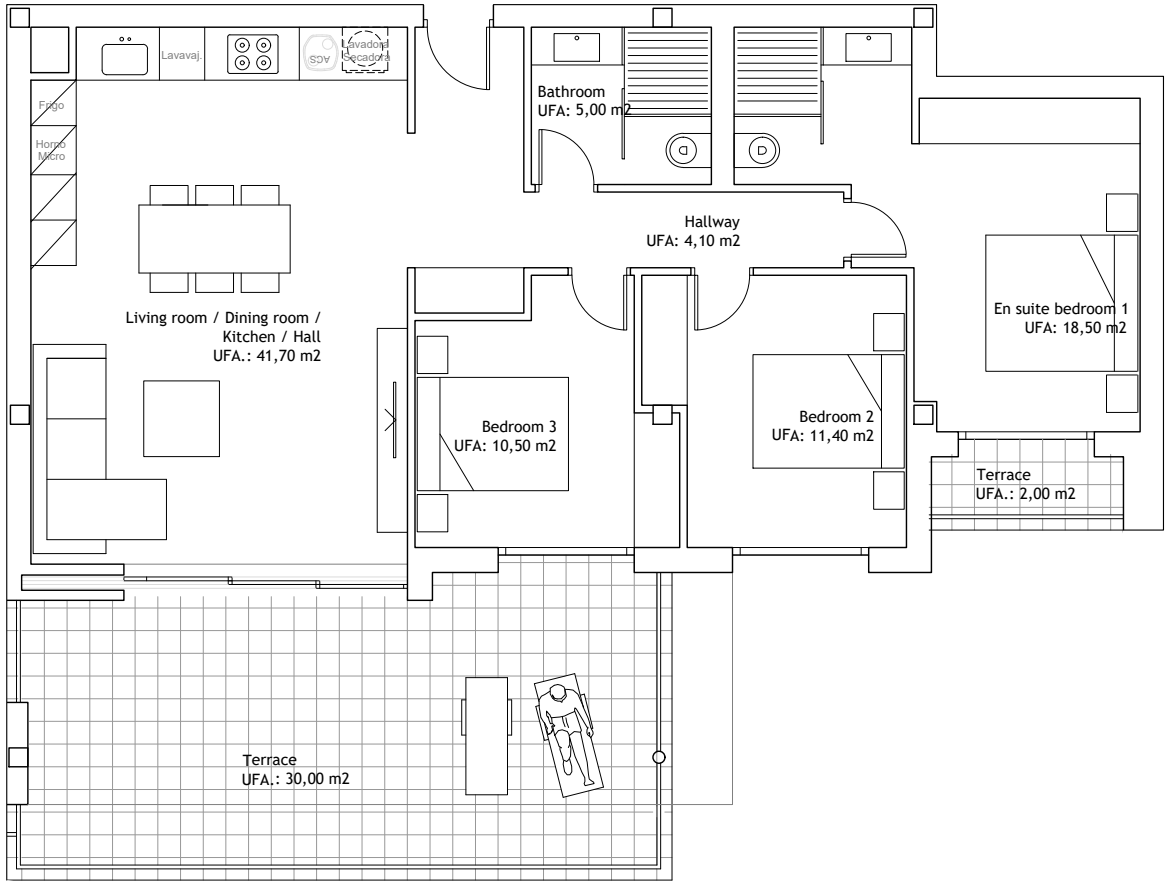 Lavavaj.
ACS
Lavadora
Secadora
Frigo
Horno
Micro
Bathroom
UFA: 5,00 m2
Hallway
UFA: 4,10 m2
Living room / Dining room /
Kitchen / Hall
UFA.: 41,70 m2
En suite bedroom 1
UFA: 18,50 m2
Bedroom 3
UFA: 10,50 m2
Bedroom 2
UFA: 11,40 m2
Terrace
UFA.: 2,00 m2
Terrace
UFA.: 30,00 m2